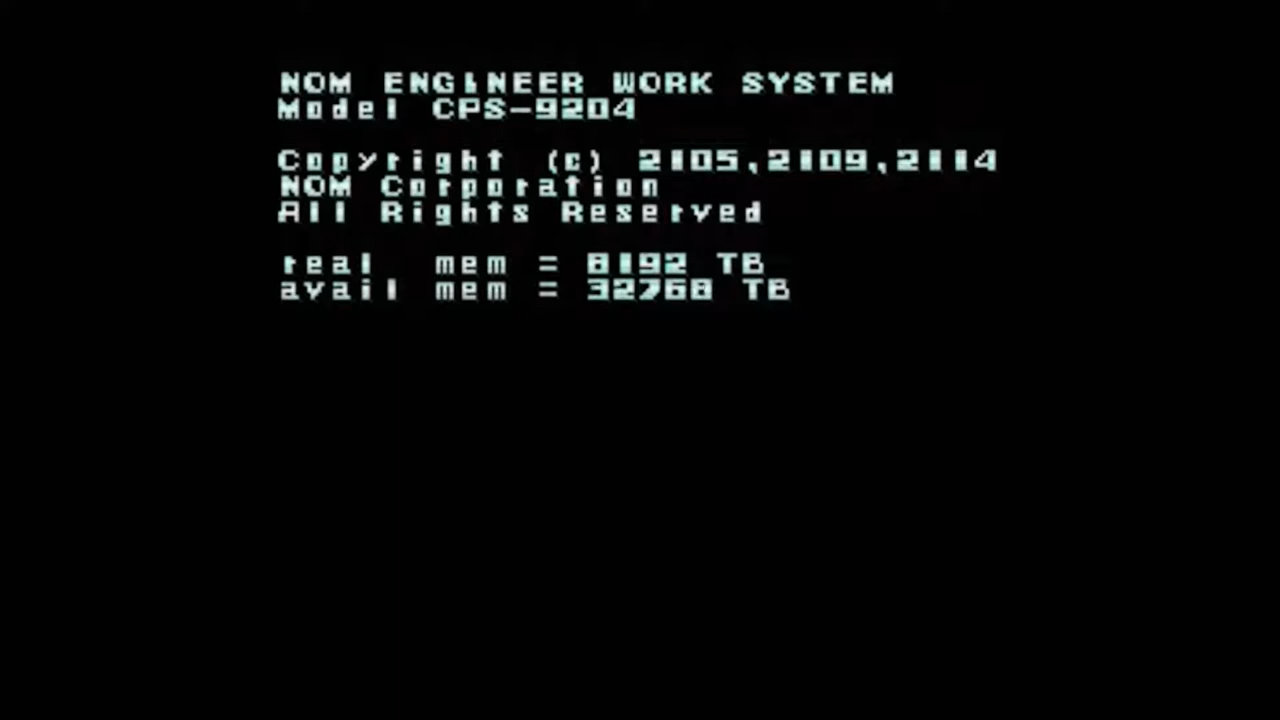 NOM ENGINEER WORK SYSTEM
Model CPS-9204
Copyright (c) 2105,2109,2114
NOM Corporation
All Rights Reserved
real mem = 8192 TB
avail mem = 32768 TB